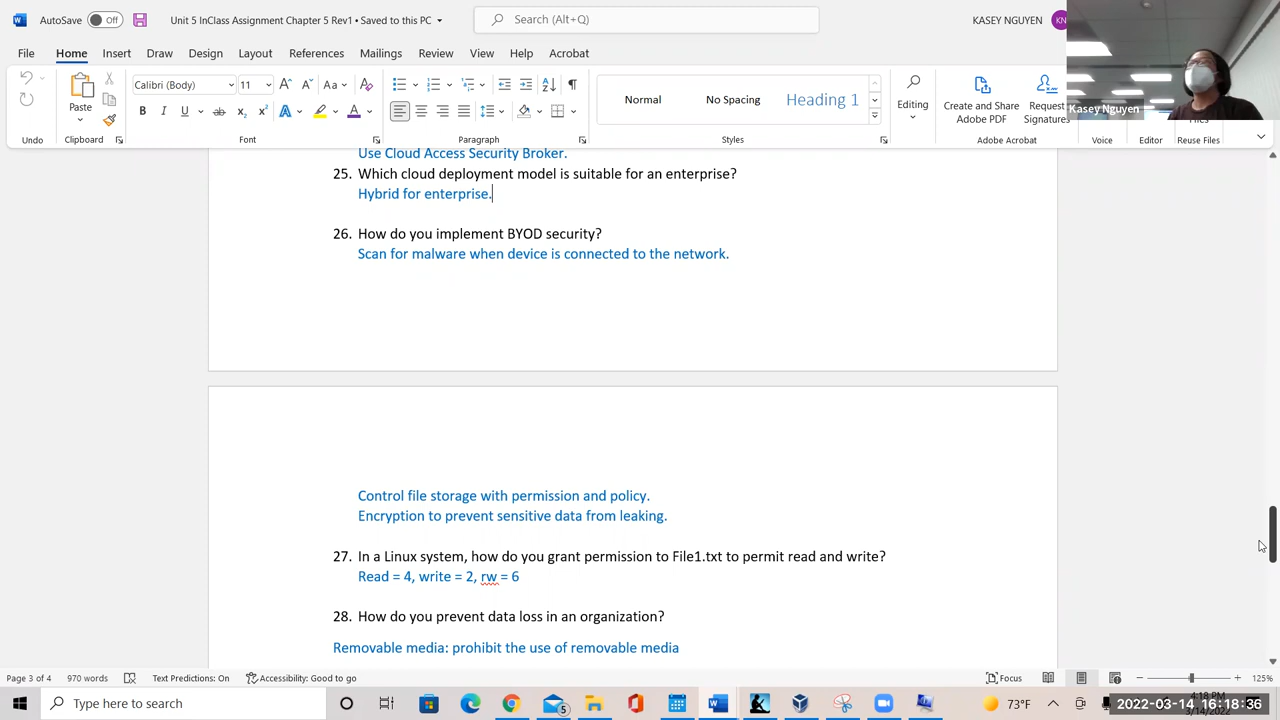 AutoSave Off
Unit 5 InClass Assignment Chapter 5 Rev1 • Saved to this PC
Search (Alt+Q)
KASEY NGUYEN KN
File Home Insert Draw Design Layout References Mailings Review View Help Acrobat
Paste
Calibri (Body) 11
Normal No Spacing Heading 1
Editing
Create and Share Adobe PDF
Request Signatures
Kasey Nguyen
Undo Clipboard Font Paragraph Styles Adobe Acrobat Voice Editor Reuse Files
Use Cloud Access Security Broker.
25. Which cloud deployment model is suitable for an enterprise?
Hybrid for enterprise.
26. How do you implement BYOD security?
Scan for malware when device is connected to the network.
Control file storage with permission and policy.
Encryption to prevent sensitive data from leaking.
27. In a Linux system, how do you grant permission to File1.txt to permit read and write?
Read = 4, write = 2, rw = 6
28. How do you prevent data loss in an organization?
Removable media: prohibit the use of removable media
Page 3 of 4 970 words Text Predictions: On Accessibility: Good to go Focus 125%
Type here to search
5
73°F
4:18 PM
3/14/2022
2022-03-14 16:18:36